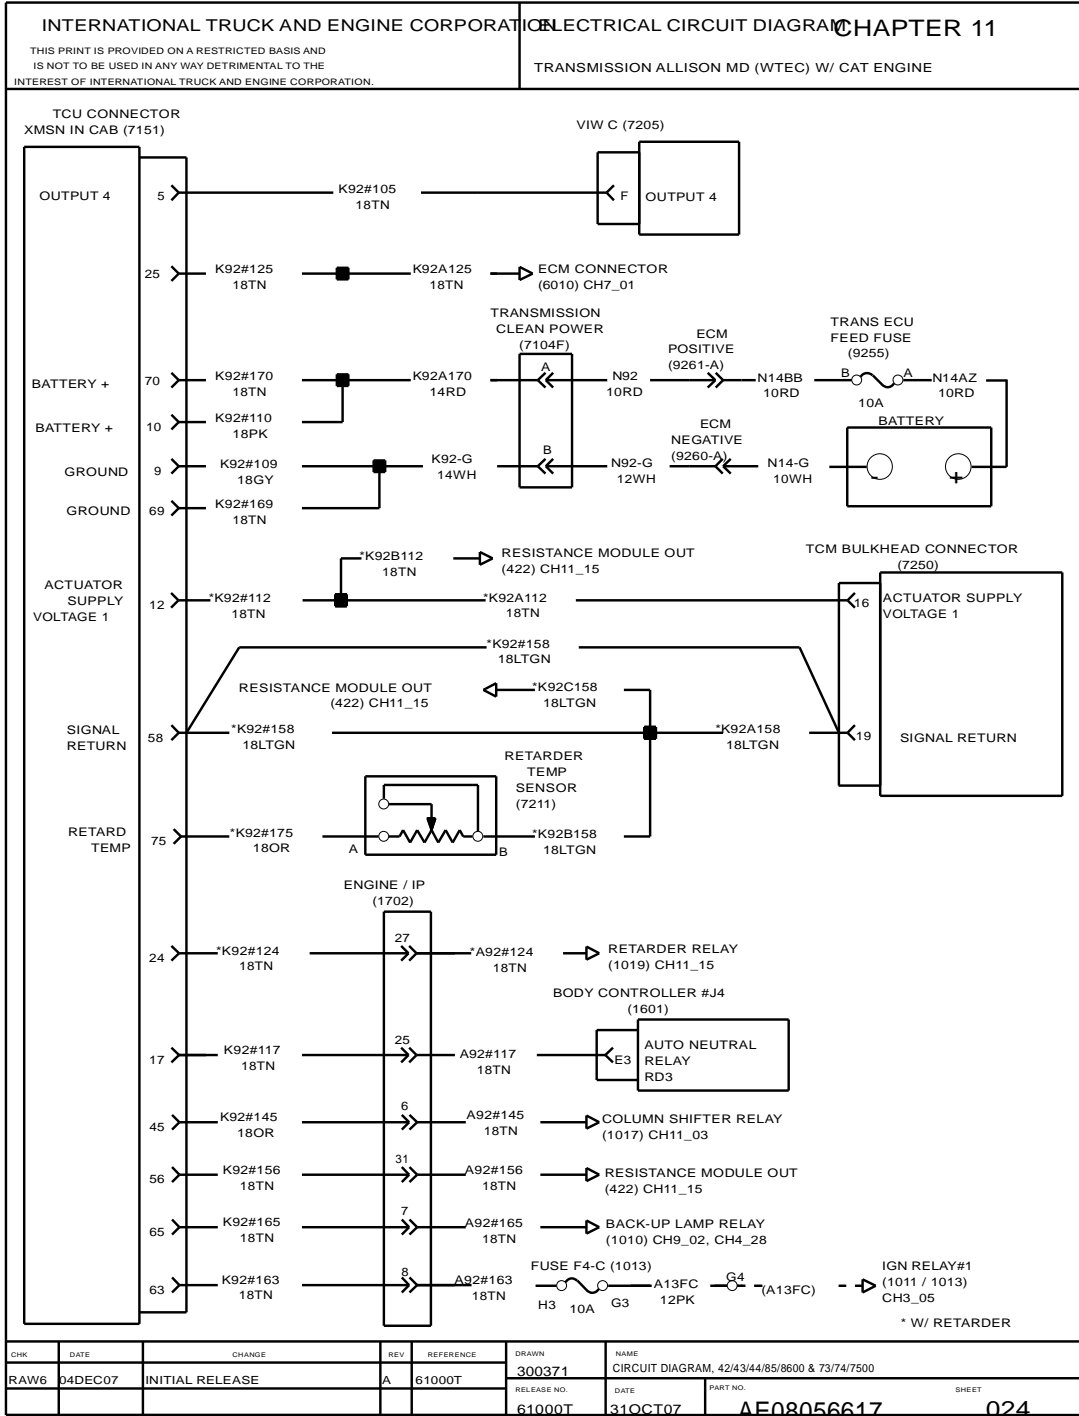 INTERNATIONAL TRUCK AND ENGINE CORPORATION
ELECTRICAL CIRCUIT DIAGRAM
CHAPTER 11
THIS PRINT IS PROVIDED ON A RESTRICTED BASIS AND
IS NOT TO BE USED IN ANY WAY DETRIMENTAL TO THE
INTEREST OF INTERNATIONAL TRUCK AND ENGINE CORPORATION.
TRANSMISSION ALLISON MD (WTEC) W/ CAT ENGINE
TCU CONNECTOR
XMSN IN CAB (7151)
VIW C (7205)
OUTPUT 4
5
K92#105
18TN
F
OUTPUT 4
25
K92#125
18TN
K92A125
18TN
ECM CONNECTOR
(6010) CH7_01
TRANSMISSION
CLEAN POWER
(7104F)
ECM
POSITIVE
(9261-A)
TRANS ECU
FEED FUSE
(9255)
BATTERY +
70
K92#170
18TN
K92A170
14RD
A
N92
10RD
N14BB
10RD
B
A
10A
N14AZ
10RD
BATTERY +
10
K92#110
18PK
ECM
NEGATIVE
(9260-A)
BATTERY
GROUND
9
K92#109
18GY
K92-G
14WH
B
N92-G
12WH
N14-G
10WH
-
+
GROUND
69
K92#169
18TN
*K92B112
18TN
RESISTANCE MODULE OUT
(422) CH11_15
TCM BULKHEAD CONNECTOR
(7250)
ACTUATOR
SUPPLY
VOLTAGE 1
12
*K92#112
18TN
*K92A112
18TN
16
ACTUATOR SUPPLY
VOLTAGE 1
*K92#158
18LTGN
RESISTANCE MODULE OUT
(422) CH11_15
*K92C158
18LTGN
SIGNAL
RETURN
58
*K92#158
18LTGN
*K92A158
18LTGN
19
SIGNAL RETURN
RETARDER
TEMP
SENSOR
(7211)
RETARD
TEMP
75
*K92#175
18OR
A
B
*K92B158
18LTGN
ENGINE / IP
(1702)
24
*K92#124
18TN
27
*A92#124
18TN
RETARDER RELAY
(1019) CH11_15
BODY CONTROLLER #J4
(1601)
17
K92#117
18TN
25
A92#117
18TN
E3
AUTO NEUTRAL
RELAY
RD3
45
K92#145
18OR
6
A92#145
18TN
COLUMN SHIFTER RELAY
(1017) CH11_03
56
K92#156
18TN
31
A92#156
18TN
RESISTANCE MODULE OUT
(422) CH11_15
65
K92#165
18TN
7
A92#165
18TN
BACK-UP LAMP RELAY
(1010) CH9_02, CH4_28
63
K92#163
18TN
8
A92#163
18TN
FUSE F4-C (1013)
H3
10A
G3
A13FC
12PK
G4
(A13FC)
IGN RELAY#1
(1011 / 1013)
CH3_05
* W/ RETARDER
CHK
DATE
CHANGE
REV
REFERENCE
DRAWN
NAME
RAW6
04DEC07
INITIAL RELEASE
A
61000T
300371
CIRCUIT DIAGRAM, 42/43/44/85/8600 & 73/74/7500
RELEASE NO.
DATE
PART NO.
SHEET
61000T
31OCT07
AE08056617
024